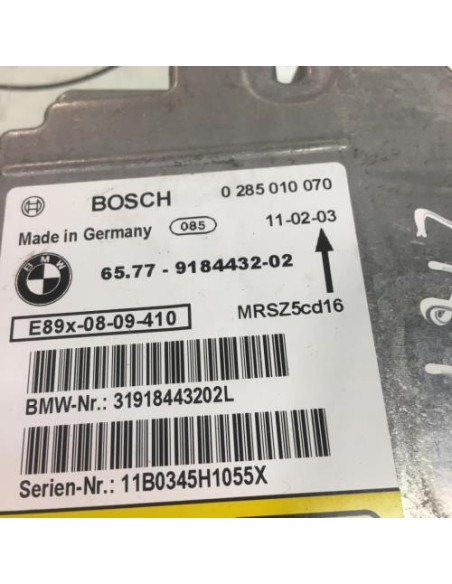 BOSCH 0 285 010 070
Made in Germany 085 11-02-03
BMW 65.77 - 9184432-02
E89x-08-09-410 MRSZ5cd16
BMW-Nr.: 31918443202L
Serien-Nr.: 11B0345H1055X